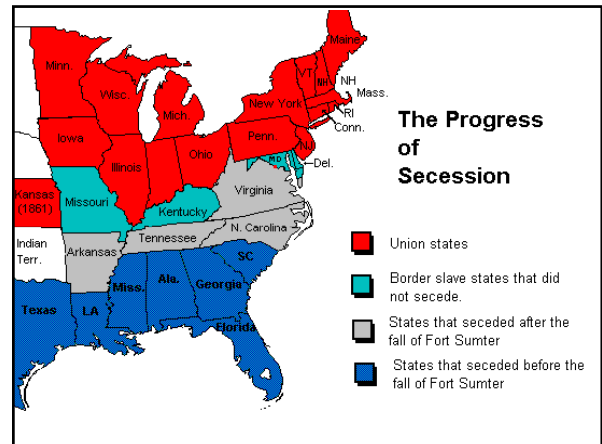 Maine
Minn.
VT
NH
NH
Mass.
Wisc.
Mich.
New York
RI
Conn.
Iowa
Penn.
NJ
Illinois
Ohio
MD
Del.
Kansas
(1861)
Missouri
Kentucky
Virginia
Indian
Terr.
Arkansas
Tennessee
N. Carolina
SC
Texas
LA
Miss.
Ala.
Georgia
Florida
The Progress
of
Secession
Union states
Border slave states that did
not secede.
States that seceded after the
fall of Fort Sumter
States that seceded before the
fall of Fort Sumter